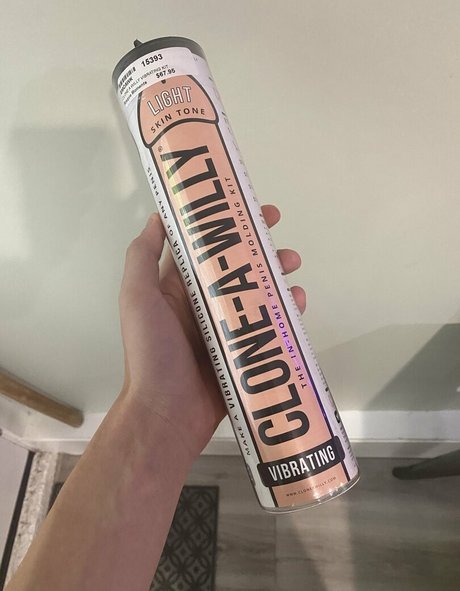 15393
$67.95
LIGHT
SKIN TONE
MAKE A VIBRATING SILICONE REPLICA OF ANY PENIS
CLONE-A-WILLY®
THE IN-HOME PENIS MOLDING KIT
VIBRATING
WWW.CLONEAWILLY.COM